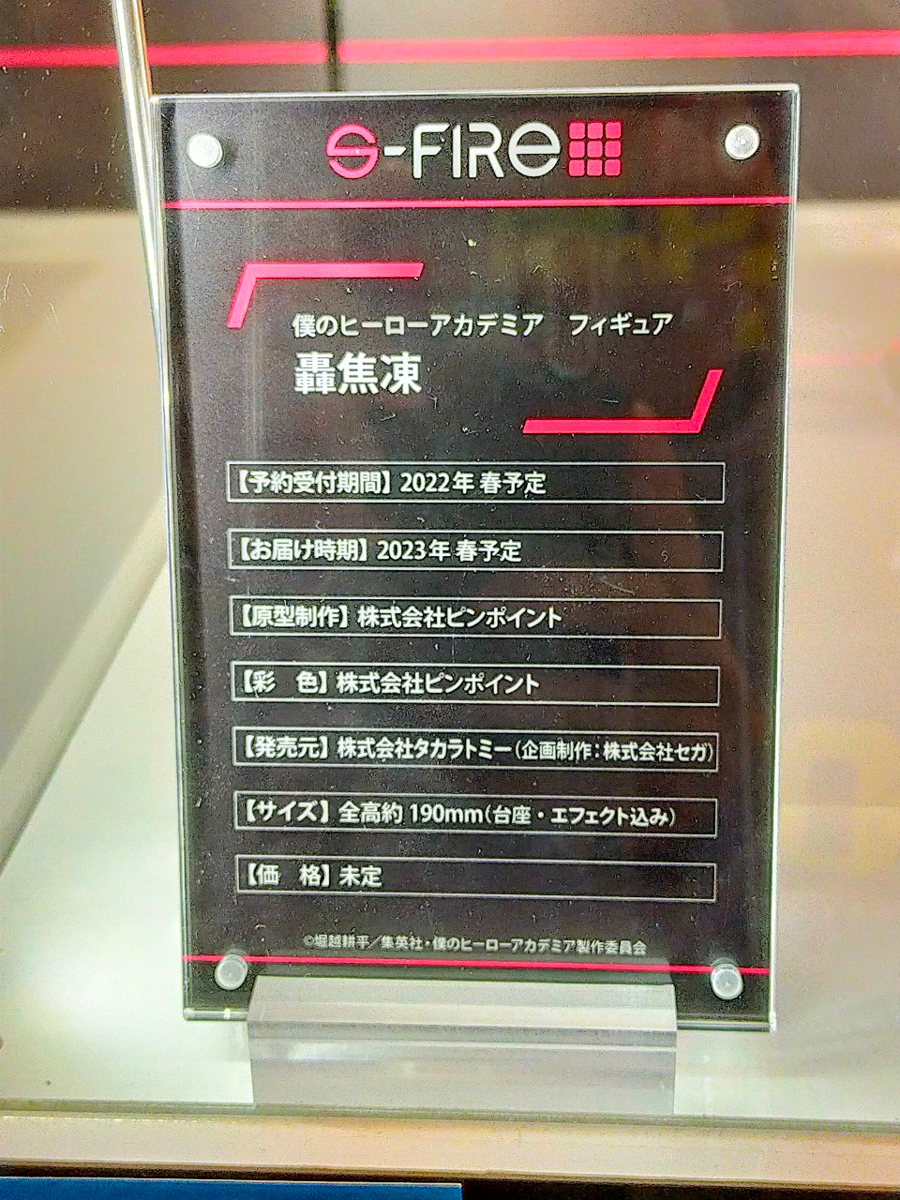 S-FIRE
僕のヒーローアカデミア　フィギュア
轟焦凍
【予約受付期間】2022年 春予定
【お届け時期】2023年 春予定
【原型制作】株式会社ピンポイント
【彩　色】株式会社ピンポイント
【発売元】株式会社タカラトミー（企画制作：株式会社セガ）
【サイズ】全高約 190mm（台座・エフェクト込み）
【価　格】未定
©堀越耕平／集英社・僕のヒーローアカデミア製作委員会